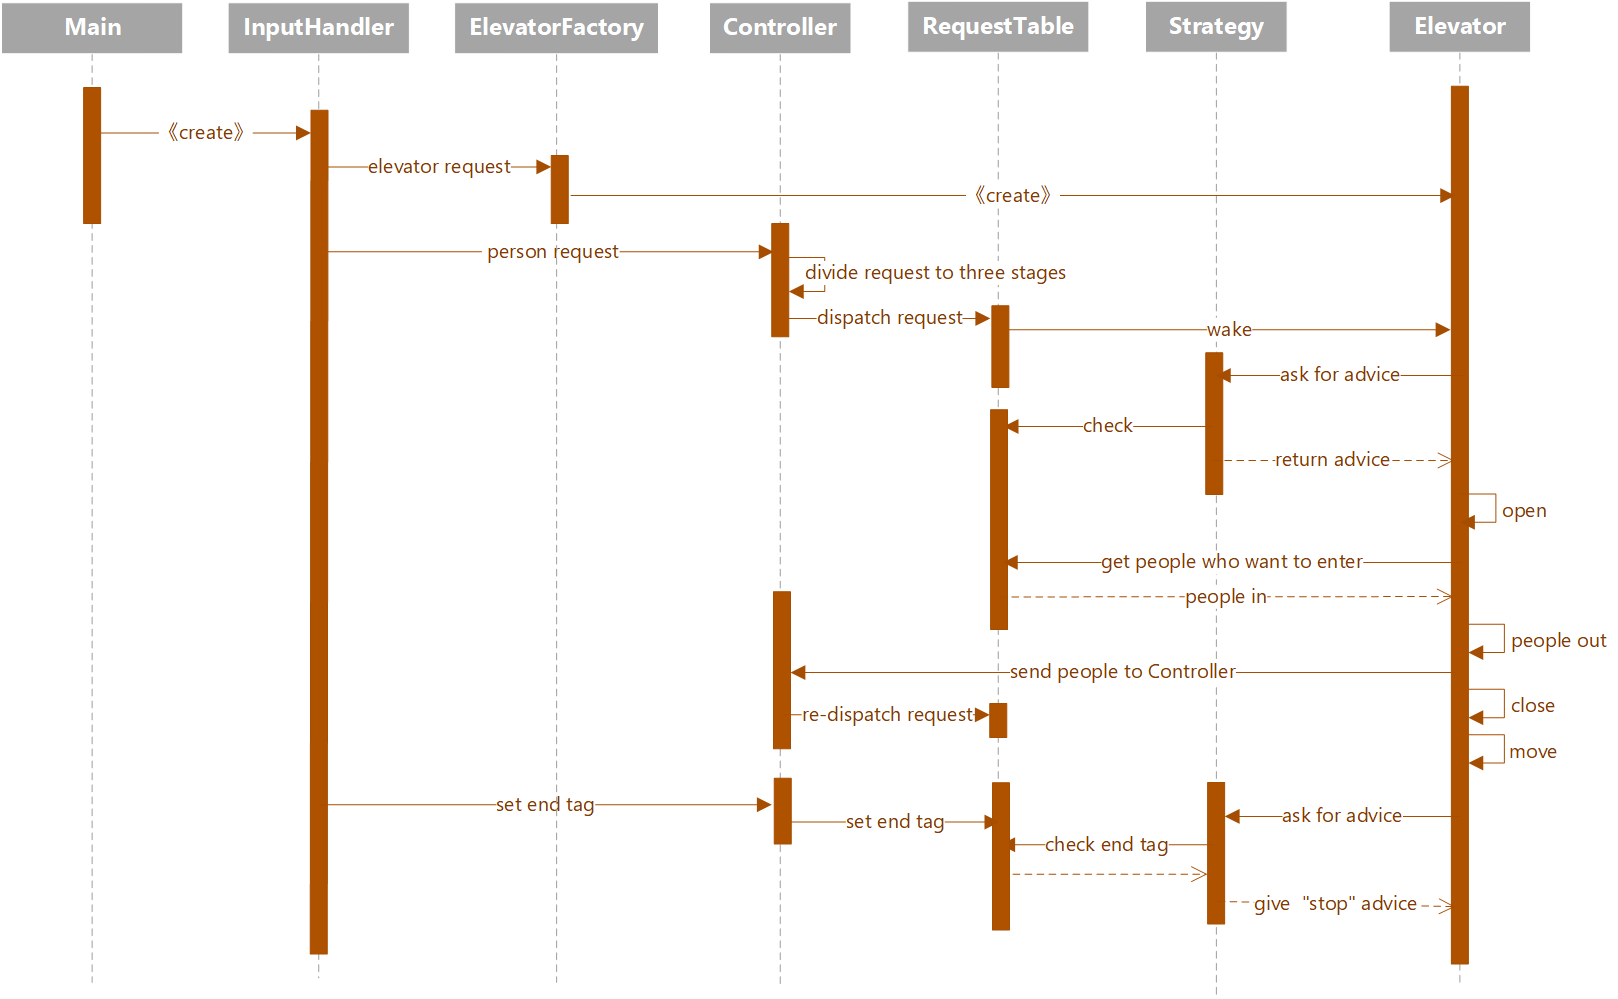 Main
InputHandler
ElevatorFactory
Controller
RequestTable
Strategy
Elevator
《create》
elevator request
《create》
person request
divide request to three stages
dispatch request
wake
ask for advice
check
return advice
open
get people who want to enter
people in
people out
send people to Controller
close
re-dispatch request
move
set end tag
ask for advice
set end tag
check end tag
give "stop" advice